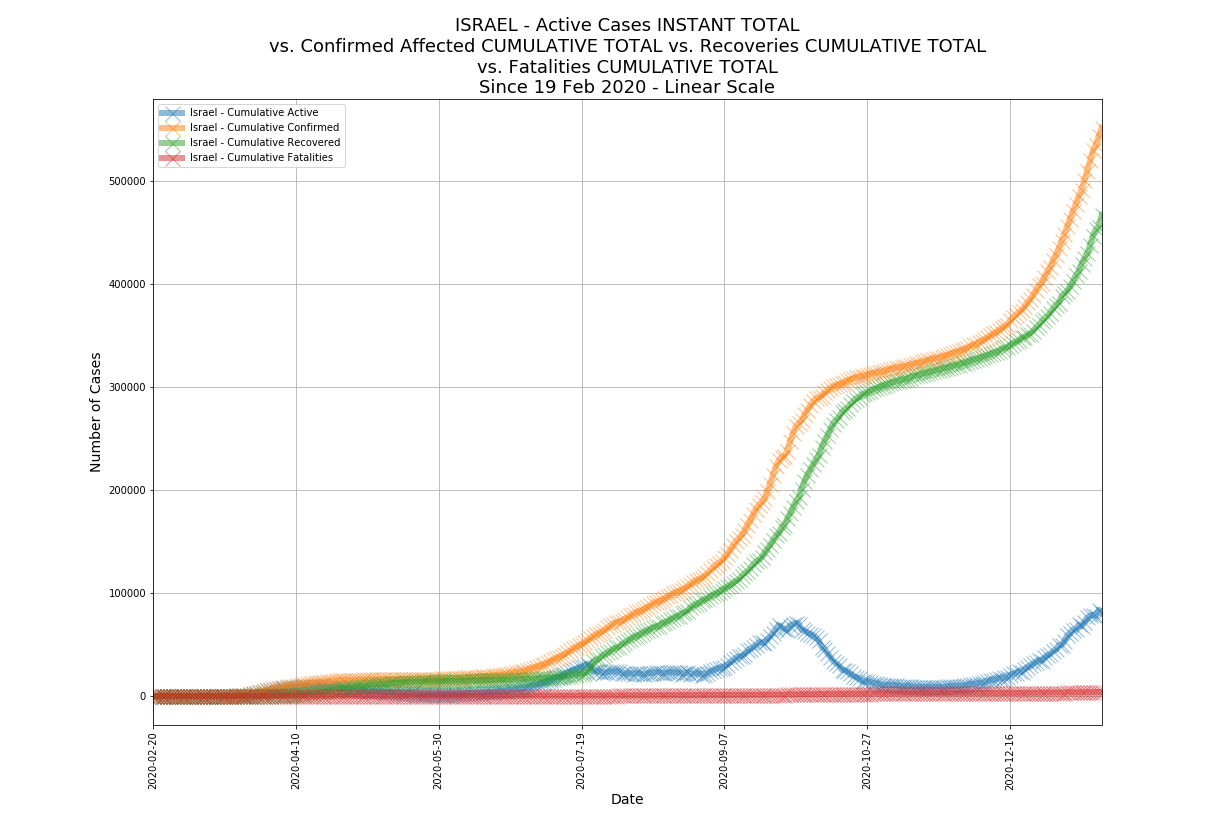 ISRAEL - Active Cases INSTANT TOTAL
vs. Confirmed Affected CUMULATIVE TOTAL vs. Recoveries CUMULATIVE TOTAL
vs. Fatalities CUMULATIVE TOTAL
Since 19 Feb 2020 - Linear Scale
Israel - Cumulative Active
Israel - Cumulative Confirmed
Israel - Cumulative Recovered
Israel - Cumulative Fatalities
Number of Cases
500000
400000
300000
200000
100000
0
2020-02-20
2020-04-10
2020-05-30
2020-07-19
2020-09-07
2020-10-27
2020-12-16
Date